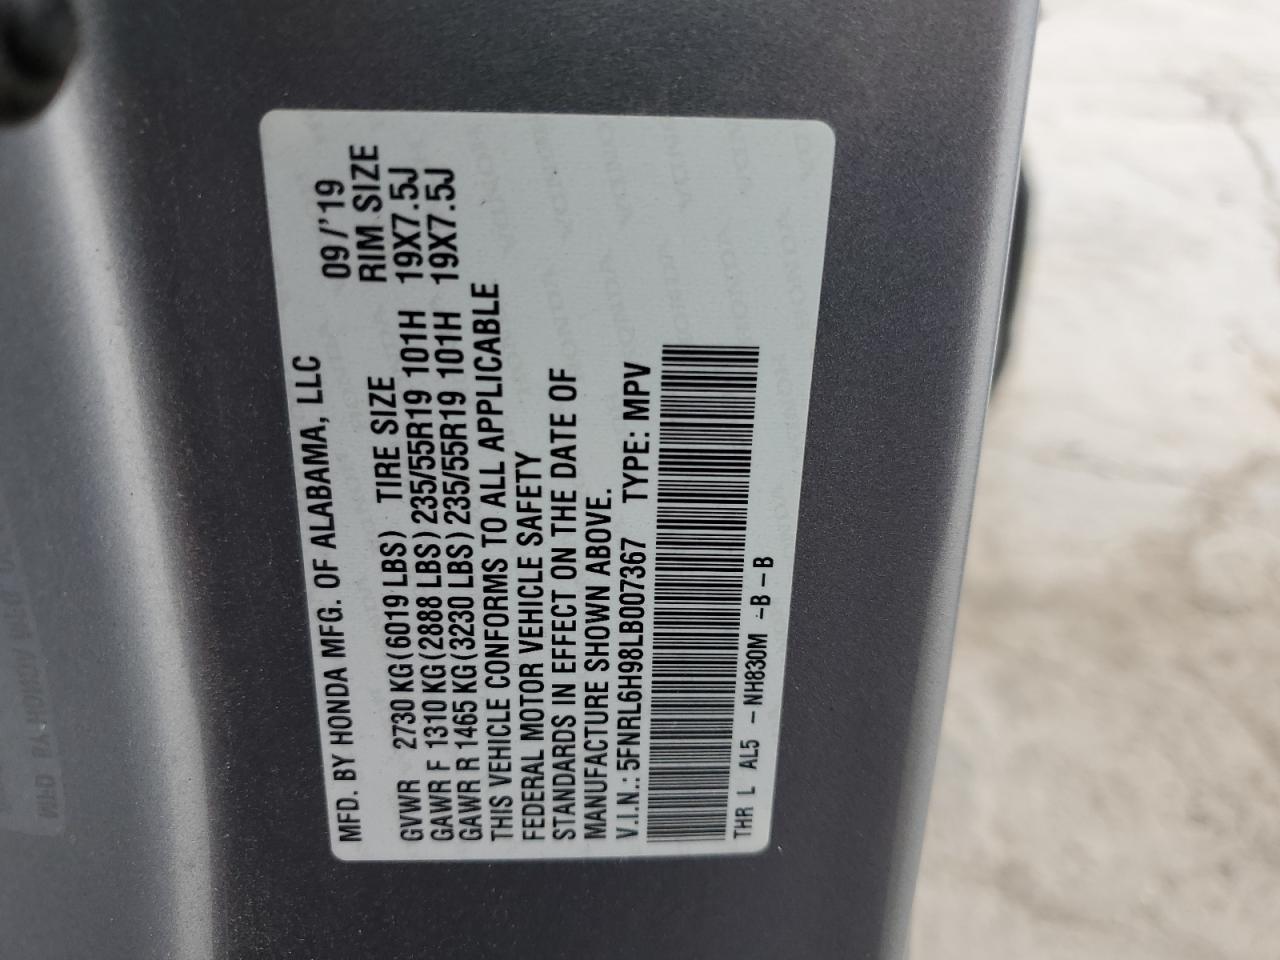 MFD. BY HONDA MFG. OF ALABAMA, LLC 09/'19
TIRE SIZE RIM SIZE
GVWR 2730 KG(6019 LBS)
GAWR F 1310 KG(2888 LBS) 235/55R19 101H 19X7.5J
GAWR R 1465 KG(3230 LBS) 235/55R19 101H 19X7.5J
THIS VEHICLE CONFORMS TO ALL APPLICABLE
FEDERAL MOTOR VEHICLE SAFETY
STANDARDS IN EFFECT ON THE DATE OF
MANUFACTURE SHOWN ABOVE.
V.I.N.: 5FNRL6H98LB007367 TYPE: MPV
THR L AL5 -NH830M -B-B